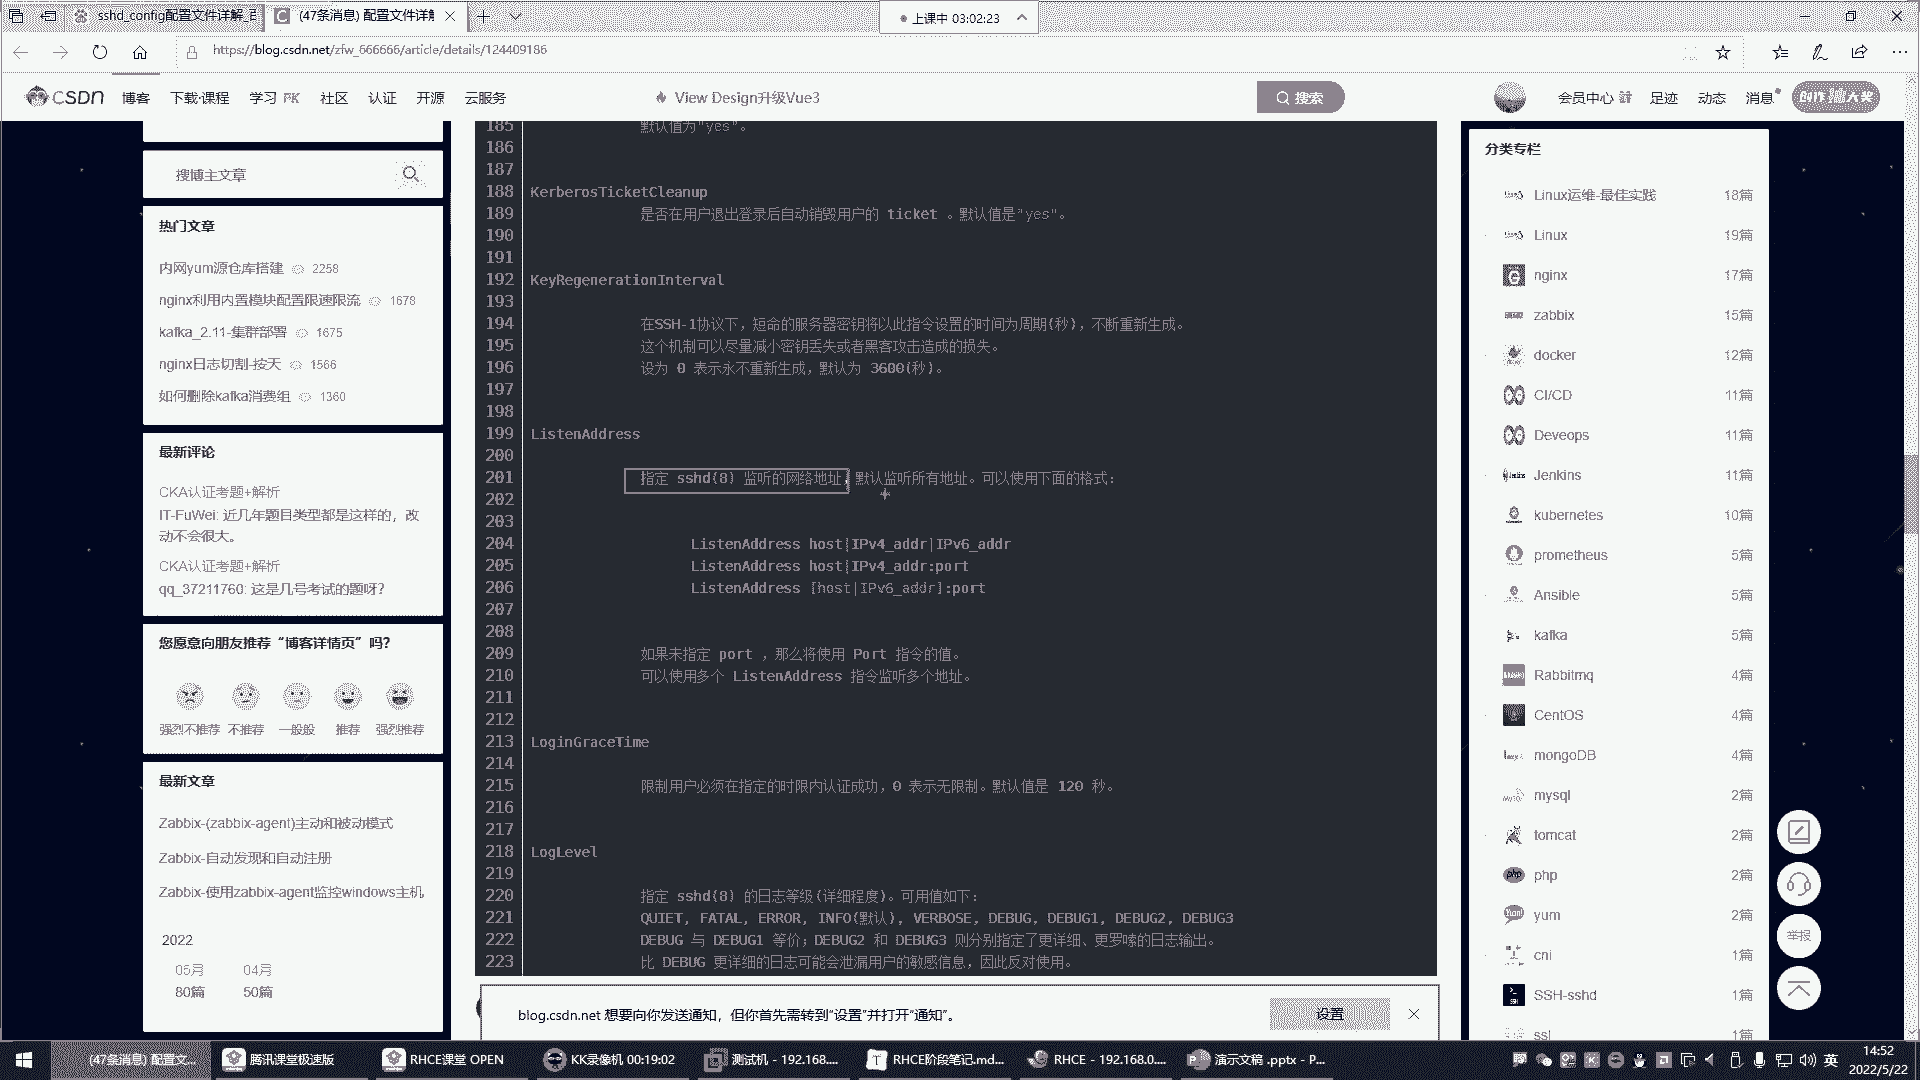 sshd_config配置文件详解_百
(47条消息) 配置文件详解
上课中 03:02:23
https://blog.csdn.net/zfw_666666/article/details/124409186
CSDN
博客
下载·课程
学习
社区
认证
开源
云服务
View Design升级Vue3
搜索
会员中心
足迹
动态
消息
搜博主文章
热门文章
内网yum源仓库搭建 2258
nginx利用内置模块配置限速限流 1678
kafka_2.11-集群部署 1675
nginx日志切割-按天 1566
如何删除kafka消费组 1360
最新评论
CKA认证考题+解析
IT-FuWei: 近几年题目类型都是这样的，改
动不会很大。
CKA认证考题+解析
qq_37211760: 这是几号考试的题呀?
您愿意向朋友推荐“博客详情页”吗?
强烈不推荐
不推荐
一般般
推荐
强烈推荐
最新文章
Zabbix-(zabbix-agent)主动和被动模式
Zabbix-自动发现和自动注册
Zabbix-使用zabbix-agent监控windows主机
2022
05月 04月
80篇 50篇
185 默认值为"yes"。
186
187
188 KerberosTicketCleanup
189 是否在用户退出登录后自动销毁用户的 ticket 。默认值是"yes"。
190
191
192 KeyRegenerationInterval
193
194 在SSH-1协议下，短命的服务器密钥将以此指令设置的时间为周期(秒)，不断重新生成。
195 这个机制可以尽量减小密钥丢失或者黑客攻击造成的损失。
196 设为 0 表示永不重新生成，默认为 3600(秒)。
197
198
199 ListenAddress
200
201 指定 sshd(8) 监听的网络地址，默认监听所有地址。可以使用下面的格式：
202
203
204 ListenAddress host|IPv4_addr|IPv6_addr
205 ListenAddress host|IPv4_addr:port
206 ListenAddress [host|IPv6_addr]:port
207
208
209 如果未指定 port ，那么将使用 Port 指令的值。
210 可以使用多个 ListenAddress 指令监听多个地址。
211
212
213 LoginGraceTime
214
215 限制用户必须在指定的时限内认证成功，0 表示无限制。默认值是 120 秒。
216
217
218 LogLevel
219
220 指定 sshd(8) 的日志等级(详细程度)。可用值如下：
221 QUIET, FATAL, ERROR, INFO(默认), VERBOSE, DEBUG, DEBUG1, DEBUG2, DEBUG3
222 DEBUG 与 DEBUG1 等价；DEBUG2 和 DEBUG3 则分别指定了更详细、更罗嗦的日志输出。
223 比 DEBUG 更详细的日志可能会泄漏用户的敏感信息，因此反对使用。
分类专栏
Linux运维-最佳实践 18篇
Linux 19篇
nginx 17篇
zabbix 15篇
docker 12篇
CI/CD 11篇
Deveops 11篇
Jenkins 11篇
kubernetes 10篇
prometheus 5篇
Ansible 5篇
kafka 5篇
Rabbitmq 4篇
CentOS 4篇
mongoDB 4篇
mysql 2篇
tomcat 2篇
php 2篇
yum 2篇
cni 1篇
SSH-sshd 1篇
ssl 1篇
举报
blog.csdn.net 想要向你发送通知，但你首先需转到“设置”并打开“通知”。
设置
(47条消息) 配置文...
腾讯课堂极速版
RHCE课堂 OPEN
KK录像机 00:19:02
测试机 - 192.168....
RHCE阶段笔记.md...
RHCE - 192.168.0....
演示文稿 .pptx - P...
英
14:52
2022/5/22